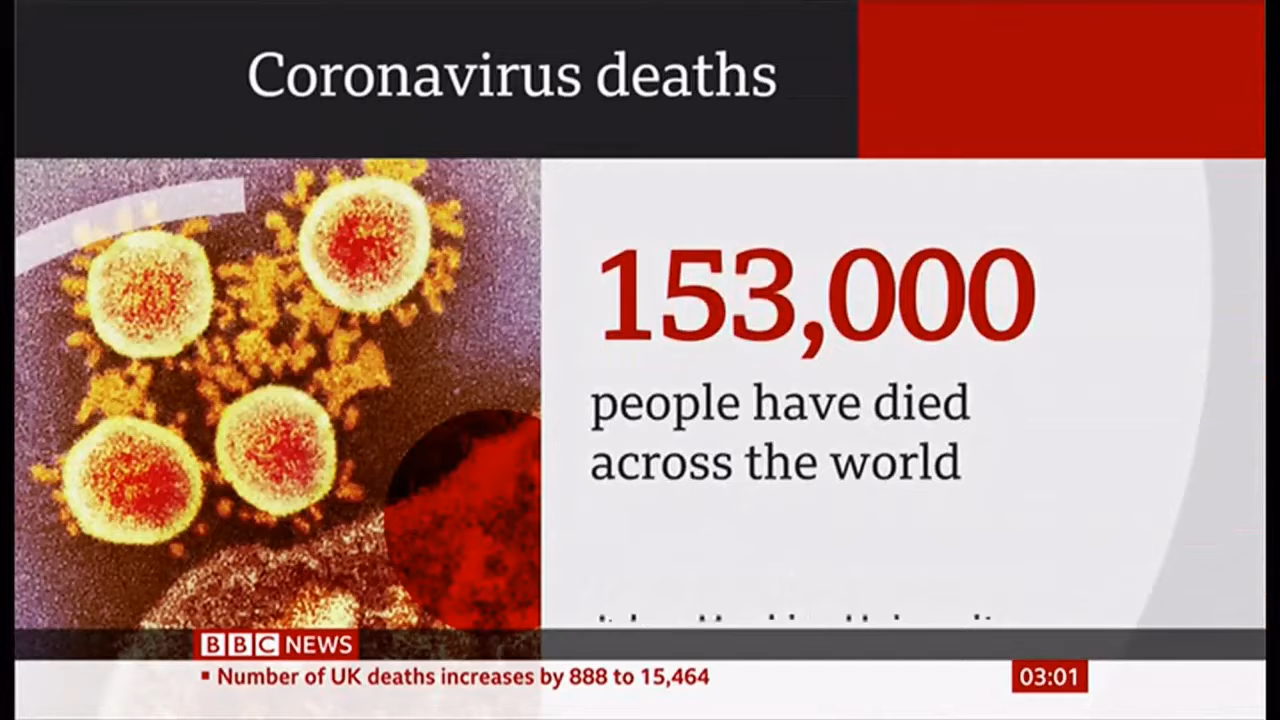 Coronavirus deaths
153,000
people have died
across the world
BBC NEWS
Number of UK deaths increases by 888 to 15,464
03:01